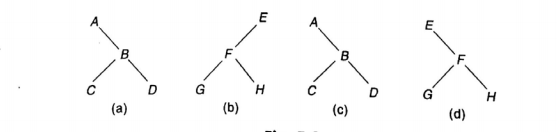 A E A E
B F B F
C D G H C D G H
(a) (b) (c) (d)